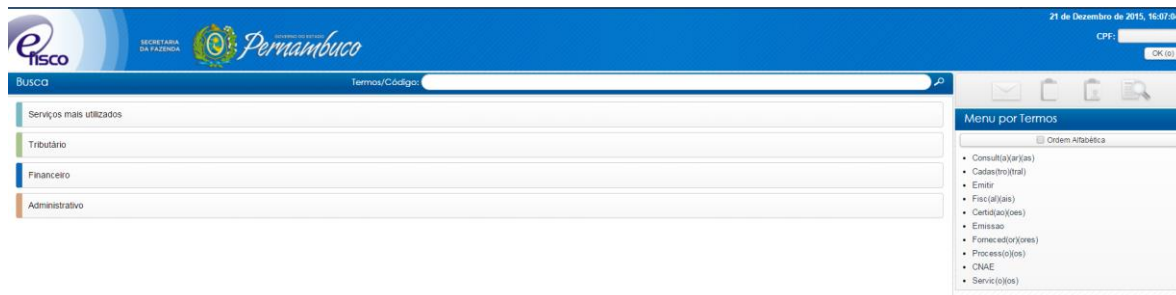 21 de Dezembro de 2015, 16:07:0
CPF:
OK (o)
efisco
SECRETARIA
DA FAZENDA
GOVERNO DO ESTADO
Pernambuco
Busca
Termos/Código:
Serviços mais utilizados
Tributário
Financeiro
Administrativo
Menu por Termos
Ordem Alfabética
• Consult(a)(ar)(as)
• Cadas(tro)(tral)
• Emitir
• Fisc(al)(ais)
• Certid(ao)(oes)
• Emissao
• Forneced(or)(ores)
• Process(o)(os)
• CNAE
• Servic(o)(os)